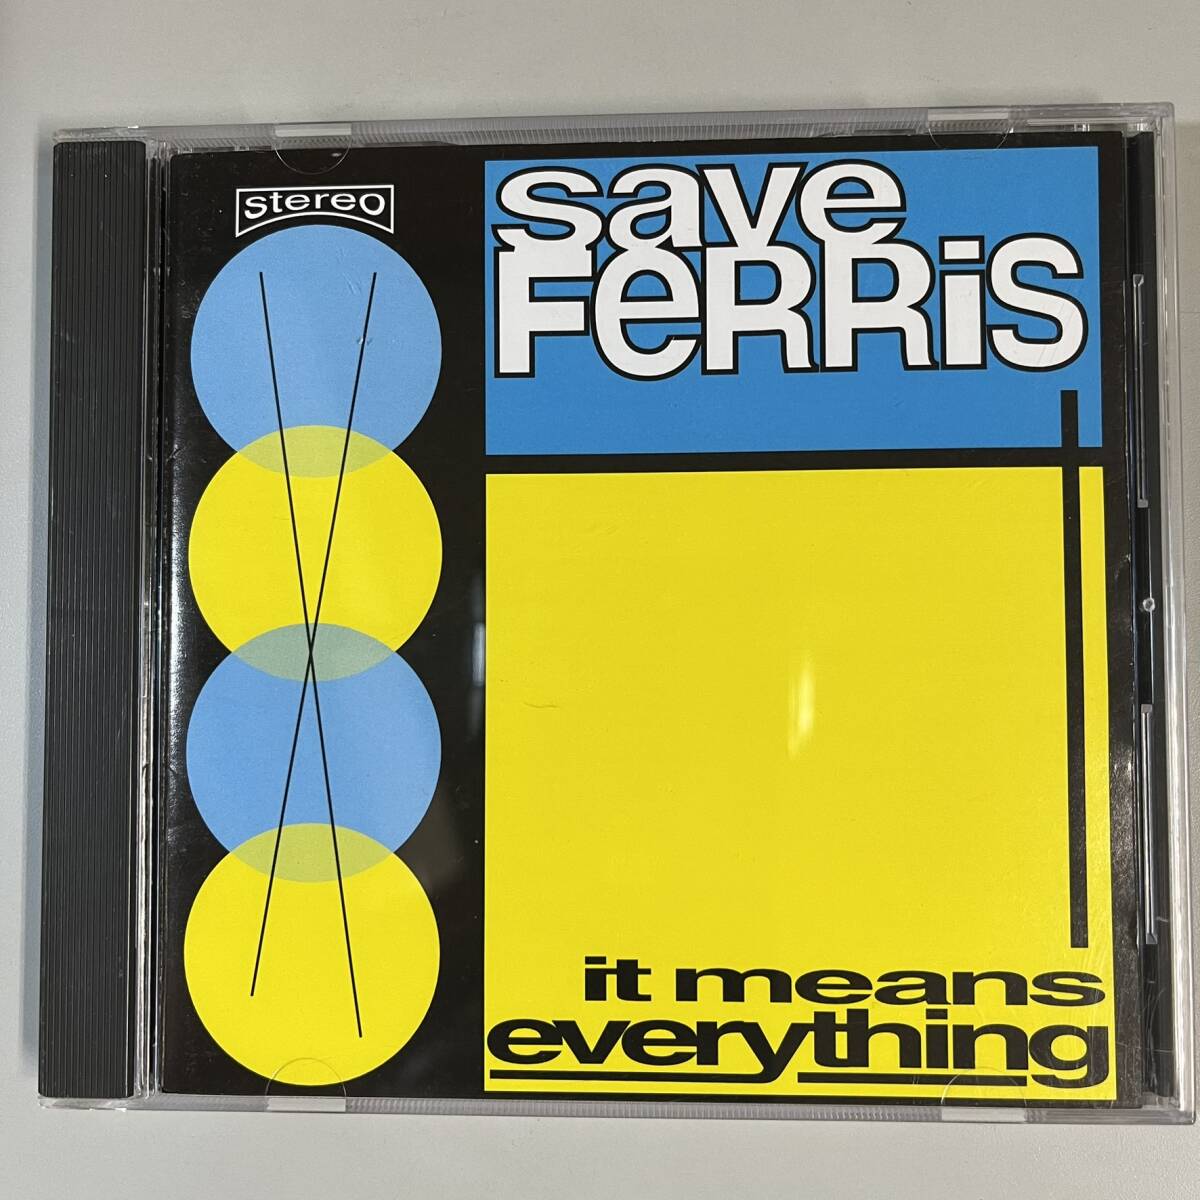 stereo
save
FeRRiS
it means
everything